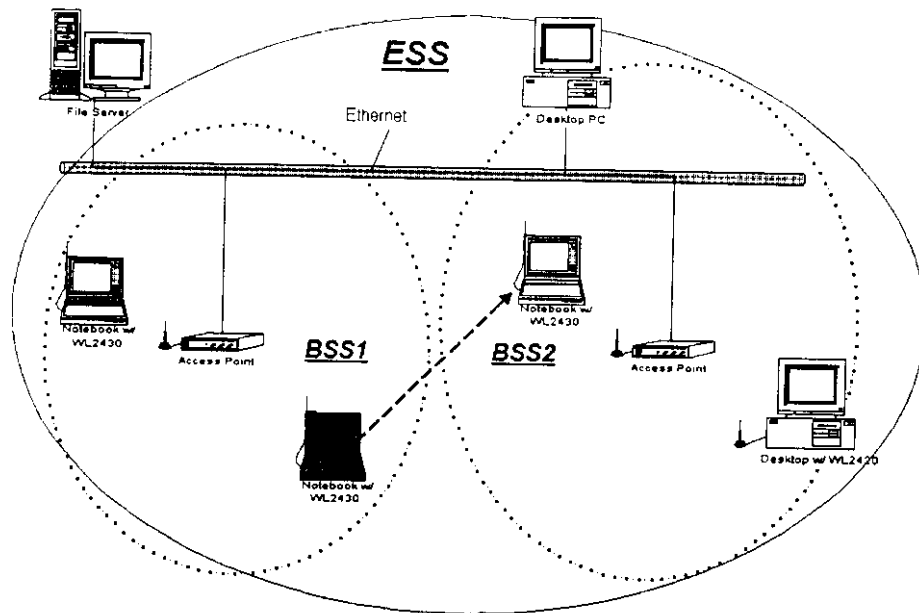 ESS
File Server
Ethernet
Desktop PC
Notebook w/
WL2430
Access Point
BSS1
Notebook w/
WL2430
BSS2
Access Point
Notebook w/
WL2430
Desktop w/ WL2420